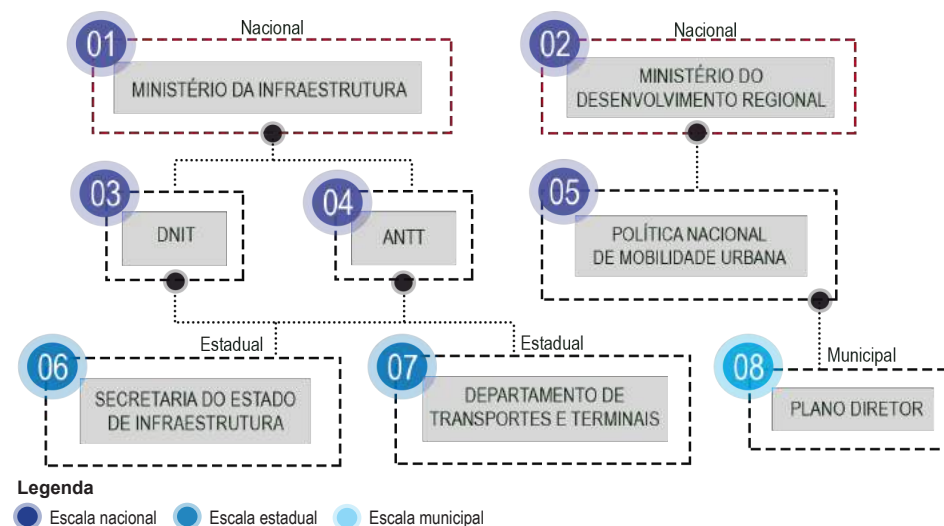 Nacional
01
MINISTÉRIO DA INFRAESTRUTURA
Nacional
02
MINISTÉRIO DO
DESENVOLVIMENTO REGIONAL
03
DNIT
04
ANTT
05
POLÍTICA NACIONAL
DE MOBILIDADE URBANA
Estadual
06
SECRETARIA DO ESTADO
DE INFRAESTRUTURA
Estadual
07
DEPARTAMENTO DE
TRANSPORTES E TERMINAIS
Municipal
08
PLANO DIRETOR
Legenda
Escala nacional
Escala estadual
Escala municipal